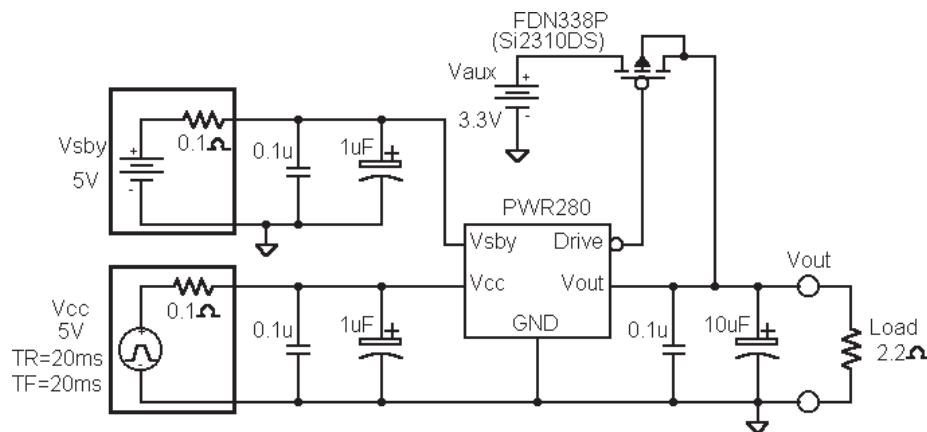 FDN338P
(Si2310DS)
Vaux
+
3.3V
-
Vsby
5V
+
-
0.1Ω
0.1u
1uF
+
PWR280
Vsby
Drive
Vcc
Vout
GND
Vcc
5V
TR=20ms
TF=20ms
+
-
0.1Ω
0.1u
1uF
+
0.1u
10uF
+
Vout
Load
2.2Ω